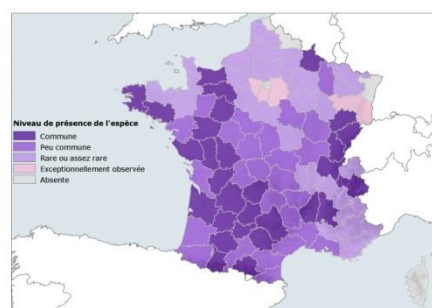 Niveau de présence de l'espèce
Commune
Peu commune
Rare ou assez rare
Exceptionnellement observée
Absente